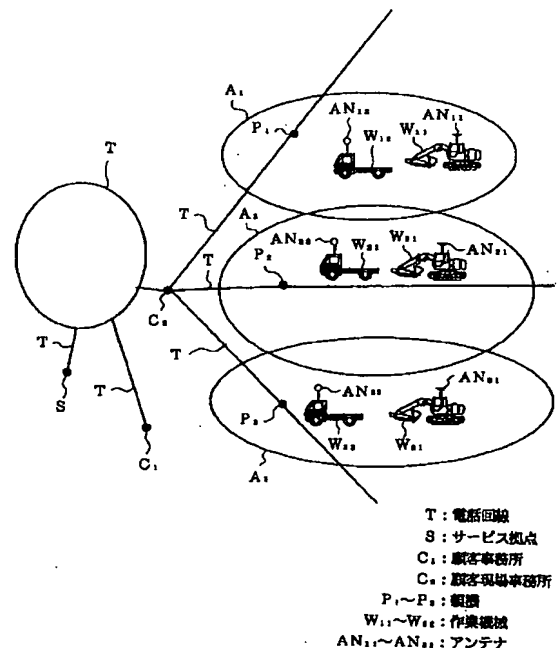 A₁
AN₁₂
AN₁₁
T
P₁
W₁₂
W₁₁
T
A₂
AN₂₂
W₂₂
W₂₁
AN₂₁
P₂
T
C₂
T
T
T
S
C₁
P₃
AN₃₂
AN₃₁
W₃₂
W₃₁
A₃
T：電話回線
S：サービス拠点
C₁：顧客事務所
C₂：顧客現場事務所
P₁～P₃：親機
W₁₁～W₃₂：作業機械
AN₁₁～AN₃₂：アンテナ